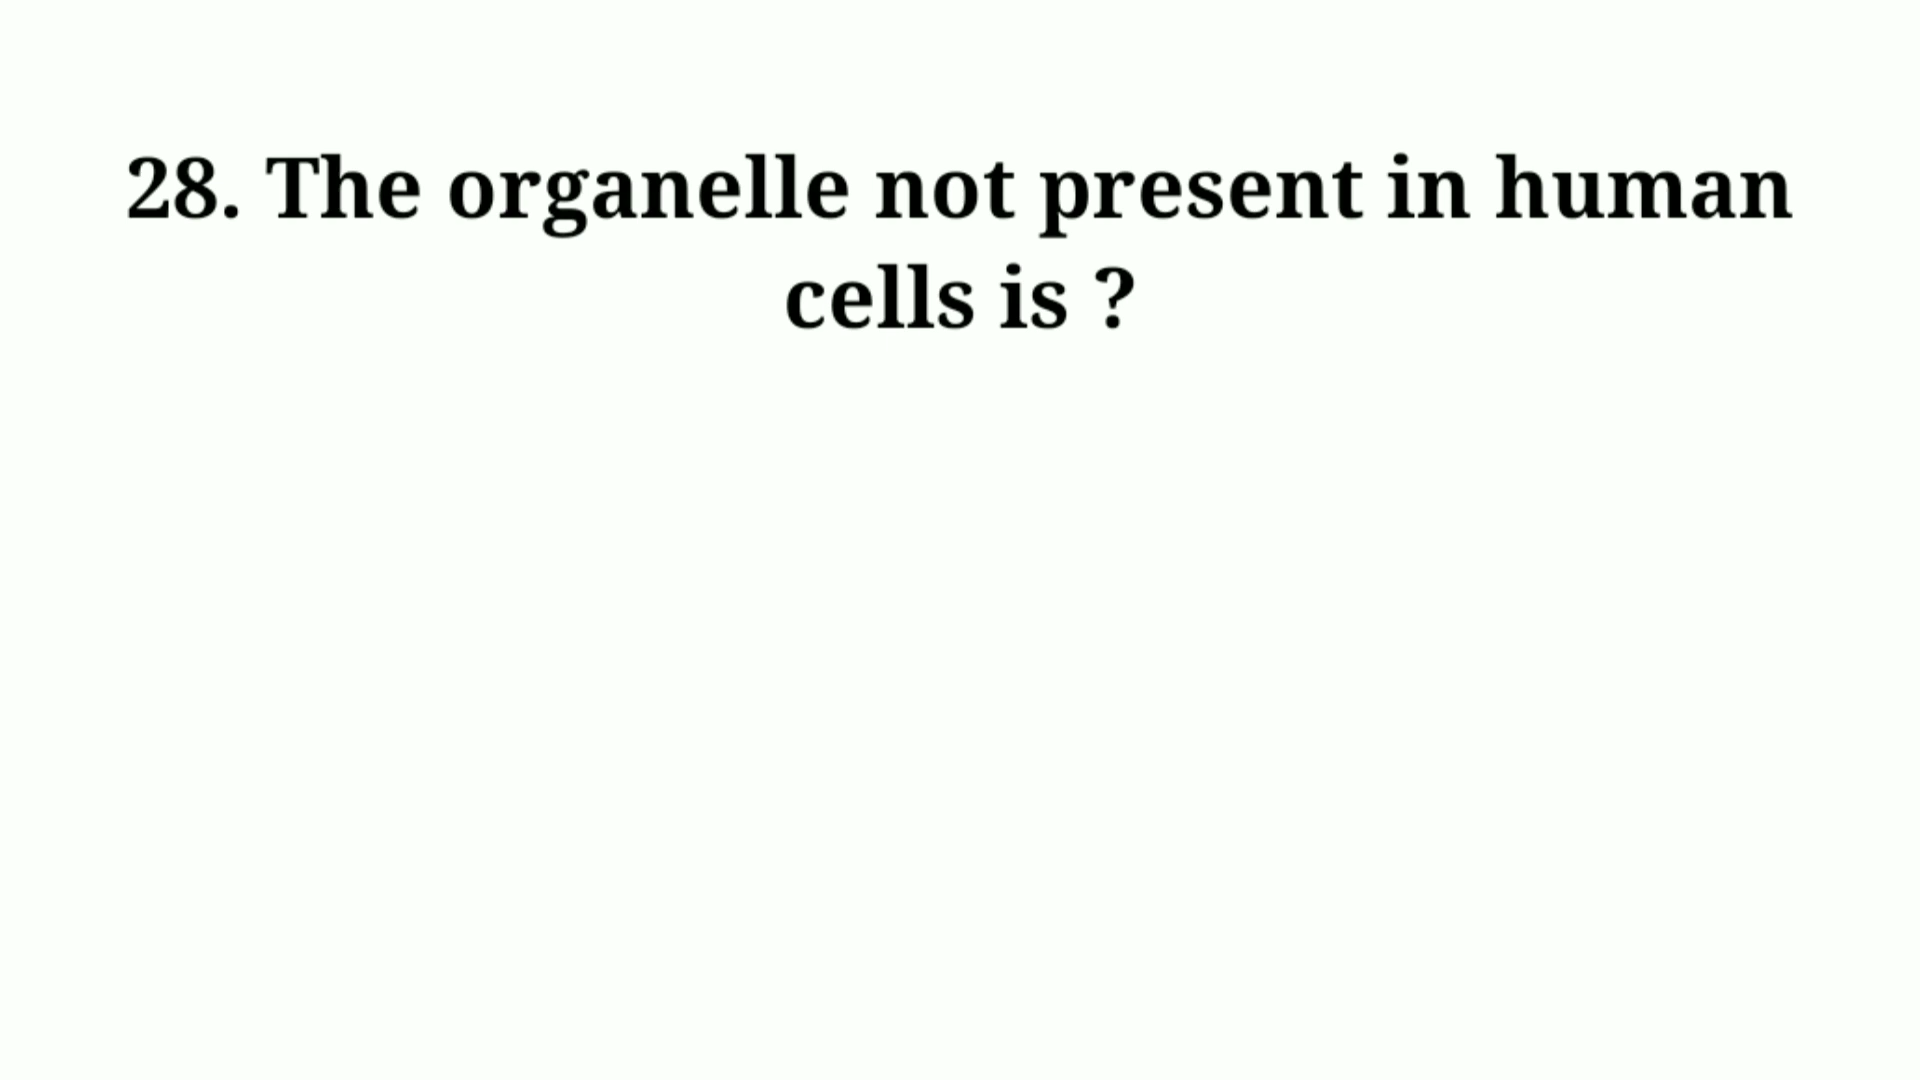 28. The organelle not present in human
cells is ?